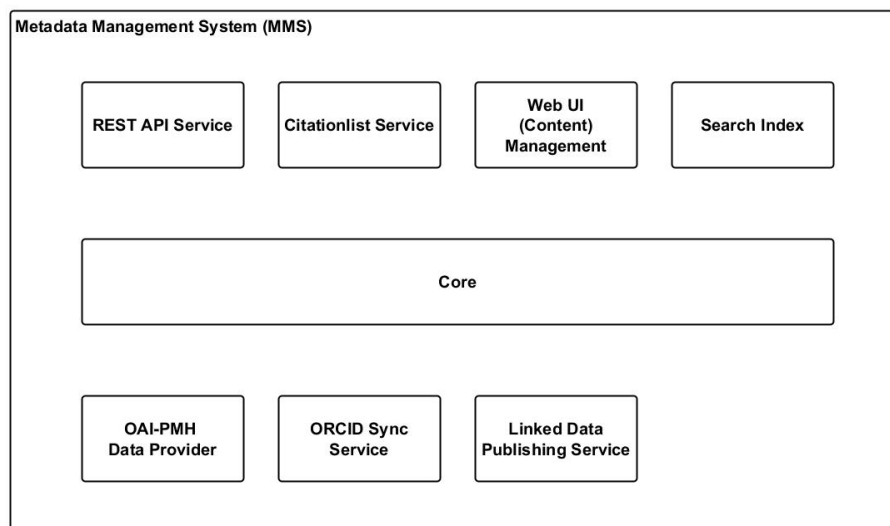 Metadata Management System (MMS)
REST API Service
Citationlist Service
Web UI
(Content)
Management
Search Index
Core
OAI-PMH
Data Provider
ORCID Sync
Service
Linked Data
Publishing Service